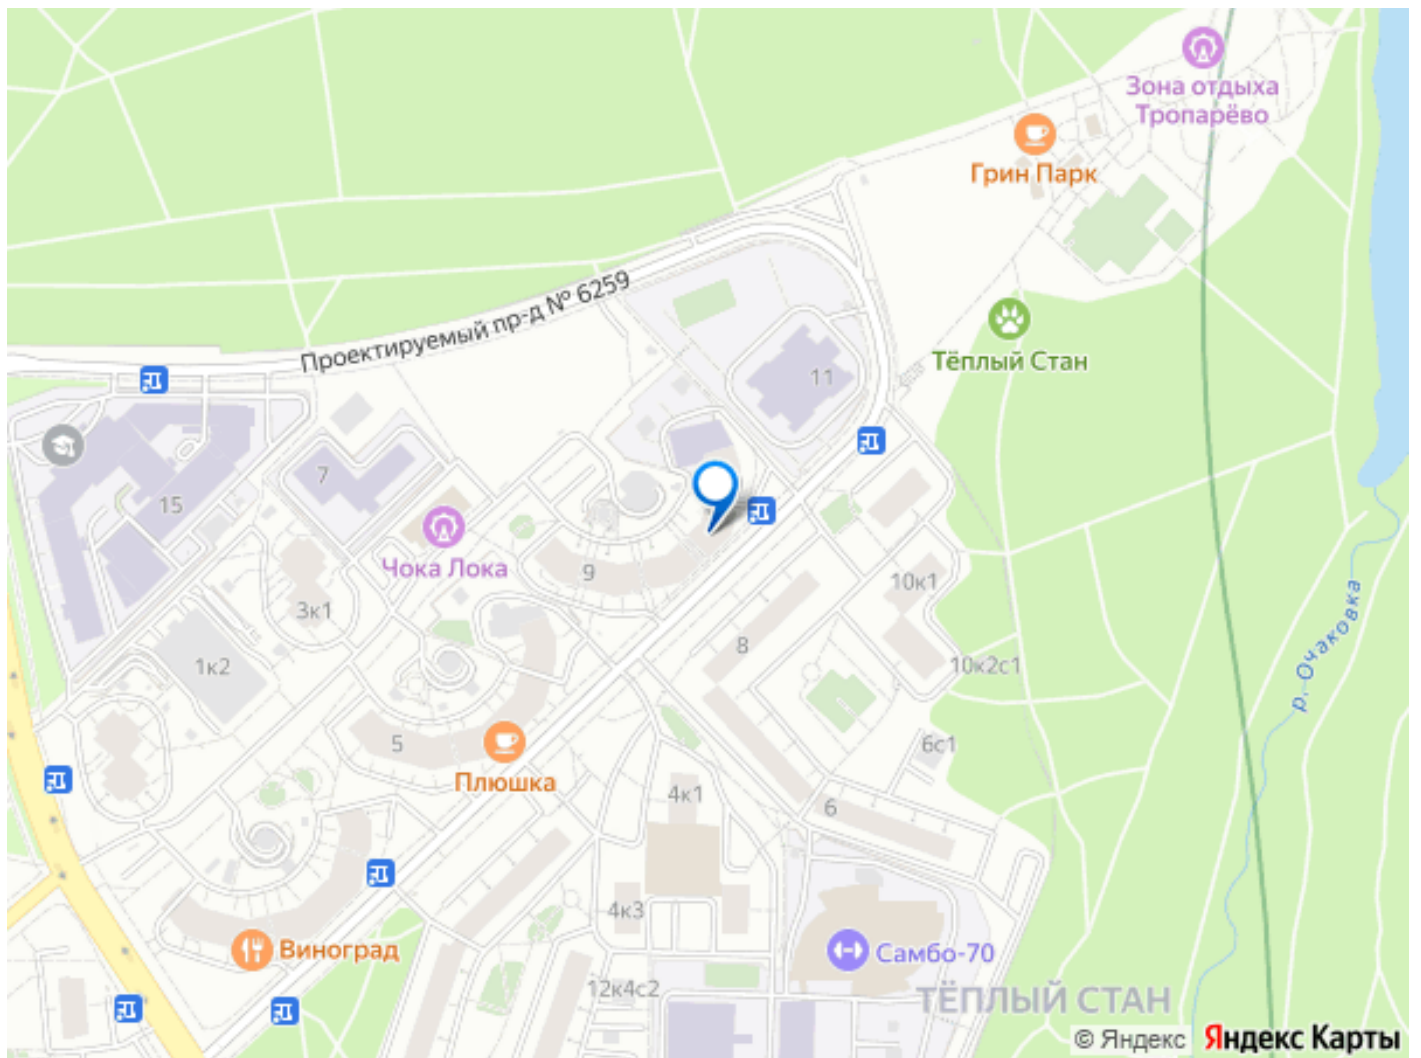 Зона отдыха
Тропарёво
Грин Парк
Проектируемый пр-д № 6259
Тёплый Стан
11
7
15
Чока Лока
9
10к1
3к1
8
1к2
10к2с1
р. Очаковка
5
6с1
Плюшка
4к1
6
4к3
Виноград
Самбо-70
12к4с2
ТЁПЛЫЙ СТАН
© Яндекс
Яндекс Карты